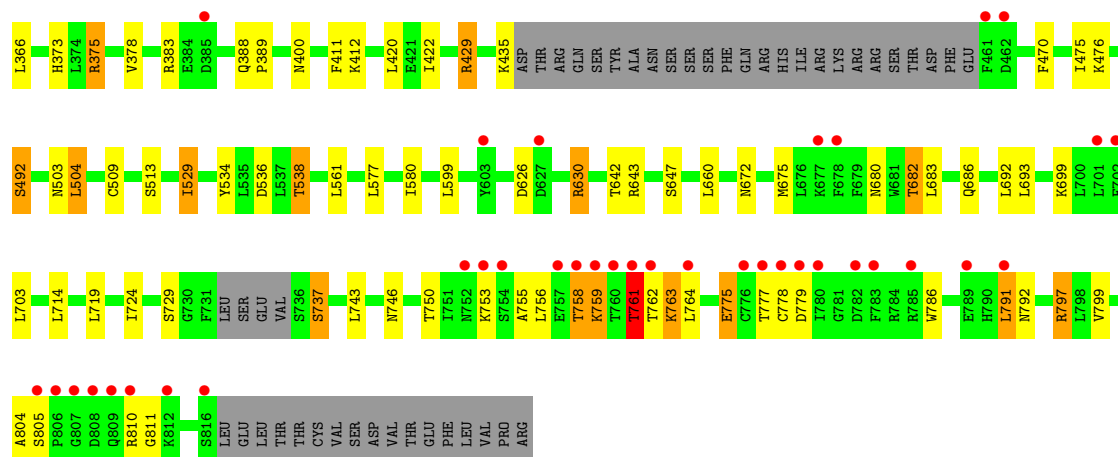 L366 H373 L374 R375 V378 R383 E384 D385 Q388 P389 N400 F411 K412 L420 E421 I422 R429 K435 ASP THR ARG GLN SER TYR ALA ASN SER SER SER PHE GLN ARG HIS ILE ARG LYS ARG ARG SER THR ASP PHE GLU F461 D462 F470 I475 K476
S492 N503 L504 C509 S513 I529 Y534 L535 D536 L537 T538 L561 L577 I580 L599 Y603 D626 D627 R630 T642 R643 S647 L660 N672 M675 L676 K677 F678 F679 N680 W681 T682 L683 Q686 L692 L693 K699 L700 L701
L703 L714 L719 I724 S729 G730 F731 LEU SER GLU VAL S736 S737 L743 N746 T750 I751 N752 K753 S754 A755 L756 E757 T758 K759 T760 T761 T762 K763 L764 E775 C776 T777 C778 D779 I780 G781 D782 F783 R784 R785 W786 E789 H790 L791 N792 R797 L798 V799
A804 S805 P806 G807 D808 Q809 R810 G811 K812 S816 LEU GLU LEU THR THR CYS VAL SER ASP VAL THR GLU PHE LEU VAL PRO ARG